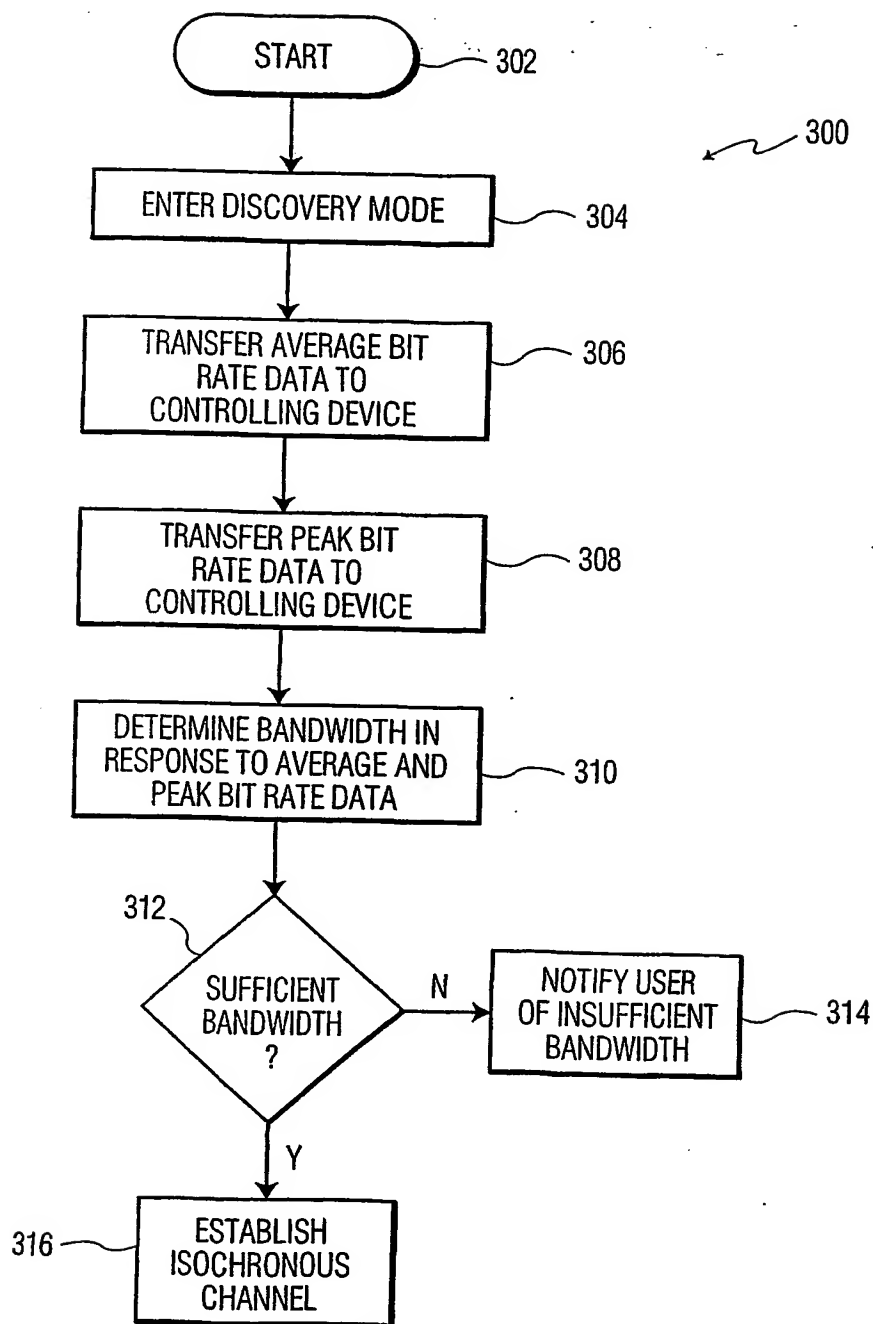 START
302
300
ENTER DISCOVERY MODE
304
TRANSFER AVERAGE BIT
RATE DATA TO
CONTROLLING DEVICE
306
TRANSFER PEAK BIT
RATE DATA TO
CONTROLLING DEVICE
308
DETERMINE BANDWIDTH IN
RESPONSE TO AVERAGE AND
PEAK BIT RATE DATA
310
312
SUFFICIENT
BANDWIDTH
?
N
NOTIFY USER
OF INSUFFICIENT
BANDWIDTH
314
Y
316
ESTABLISH
ISOCHRONOUS
CHANNEL